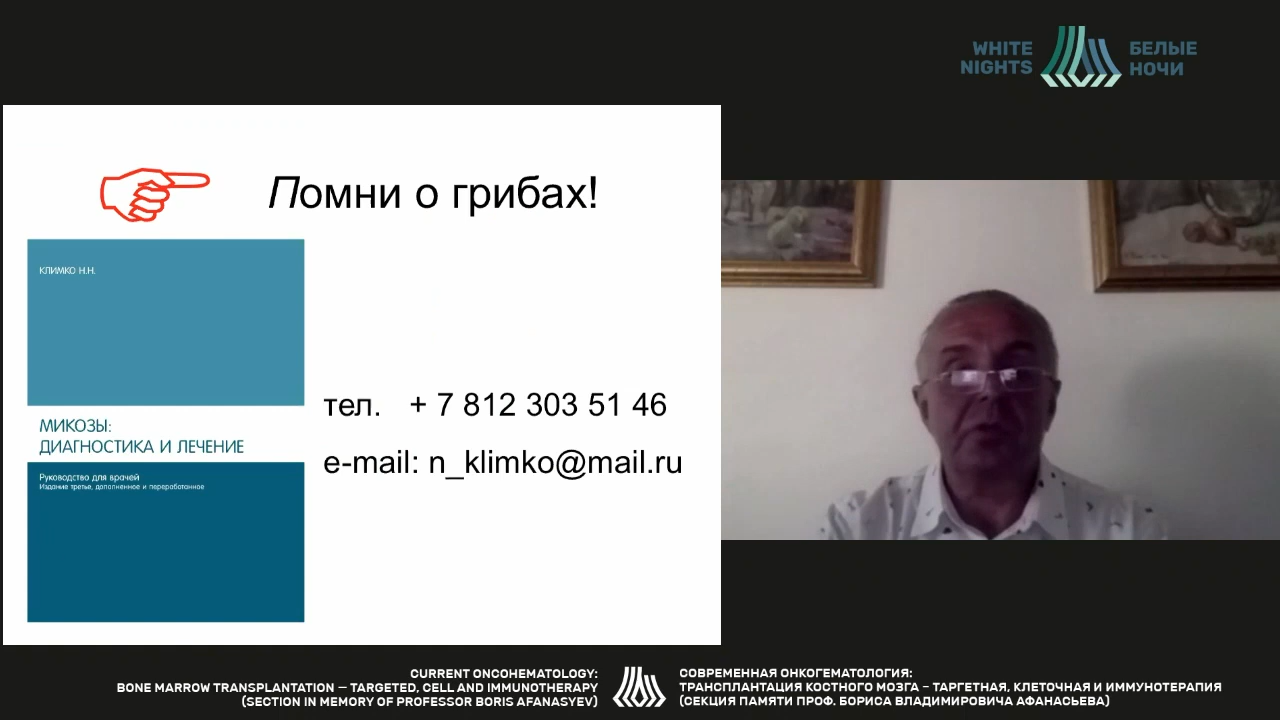 WHITE
NIGHTS
БЕЛЫЕ
НОЧИ
Помни о грибах!
КЛИМКО Н.Н.
МИКОЗЫ:
ДИАГНОСТИКА И ЛЕЧЕНИЕ
Руководство для врачей
Издание третье, дополненное и переработанное
тел. + 7 812 303 51 46
e-mail: n_klimko@mail.ru
CURRENT ONCOHEMATOLOGY:
BONE MARROW TRANSPLANTATION – TARGETED, CELL AND IMMUNOTHERAPY
(SECTION IN MEMORY OF PROFESSOR BORIS AFANASYEV)
СОВРЕМЕННАЯ ОНКОГЕМАТОЛОГИЯ:
ТРАНСПЛАНТАЦИЯ КОСТНОГО МОЗГА – ТАРГЕТНАЯ, КЛЕТОЧНАЯ И ИММУНОТЕРАПИЯ
(СЕКЦИЯ ПАМЯТИ ПРОФ. БОРИСА ВЛАДИМИРОВИЧА АФАНАСЬЕВА)